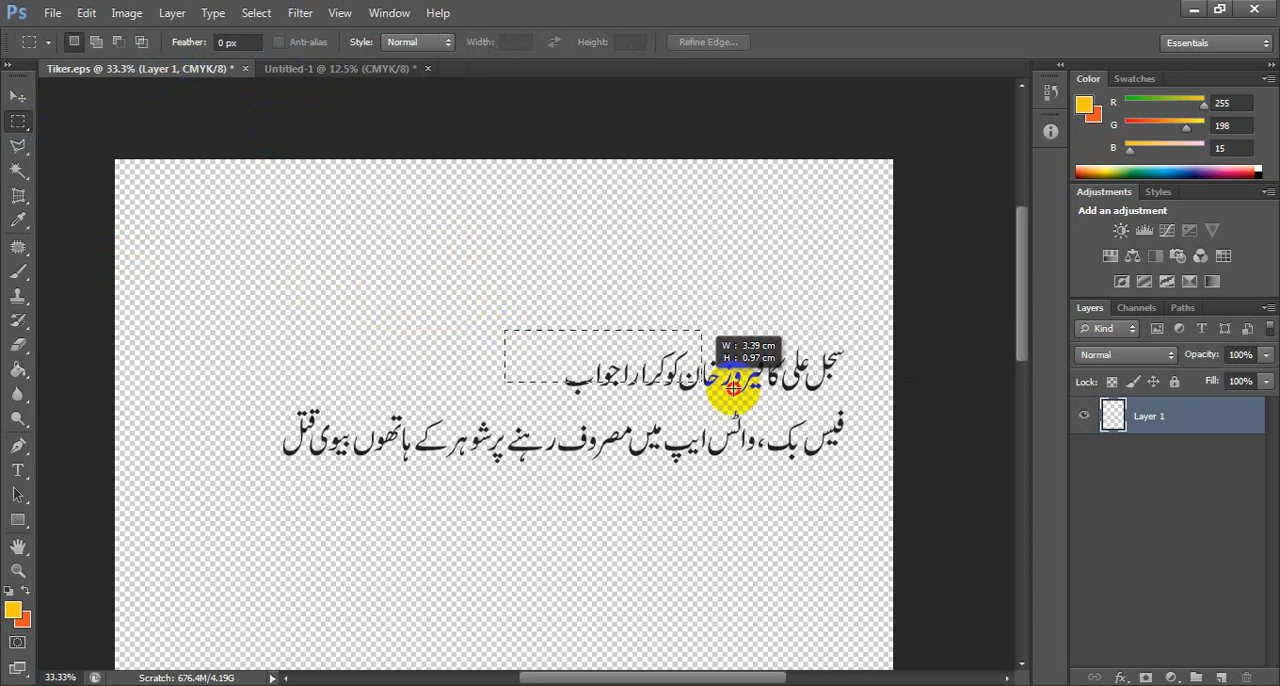 Ps File Edit Image Layer Type Select Filter View Window Help
Feather: 0 px Anti-alias Style: Normal Width: Height: Refine Edge... Essentials
Tiker.eps @ 33.3% (Layer 1, CMYK/8) * × Untitled-1 @ 12.5% (CMYK/8) * ×
Color Swatches
R 255
G 198
B 15
Adjustments Styles
Add an adjustment
Layers Channels Paths
Kind
Normal Opacity: 100%
Lock: Fill: 100%
Layer 1
W : 3.39 cm
H : 0.97 cm
سجل علی کا فیروز خان کو کرارا جواب
فیس بک، واٹس ایپ میں مصروف رہنے پر شوہر کے ہاتھوں بیوی قتل
33.33% Scratch: 676.4M/4.19G